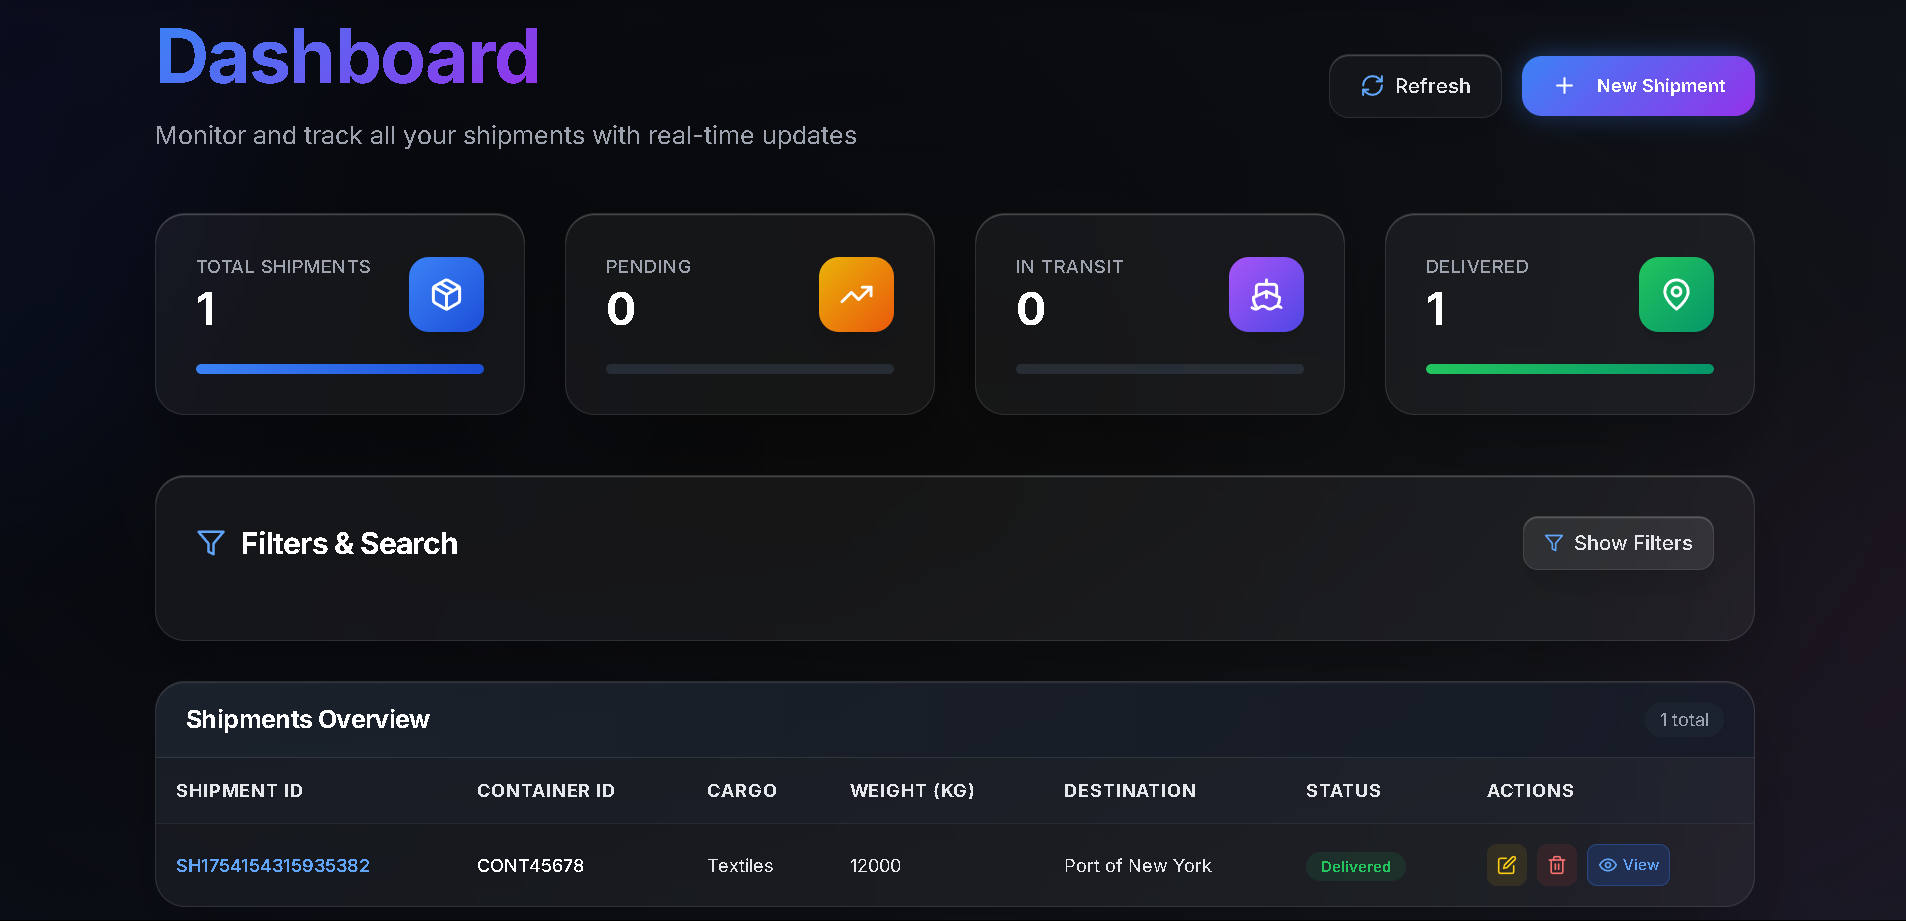 Dashboard
Monitor and track all your shipments with real-time updates
Refresh
New Shipment
TOTAL SHIPMENTS
1
PENDING
0
IN TRANSIT
0
DELIVERED
1
Filters & Search
Show Filters
Shipments Overview
1 total
SHIPMENT ID CONTAINER ID CARGO WEIGHT (KG) DESTINATION STATUS ACTIONS
SH1754154315935382 CONT45678 Textiles 12000 Port of New York Delivered View